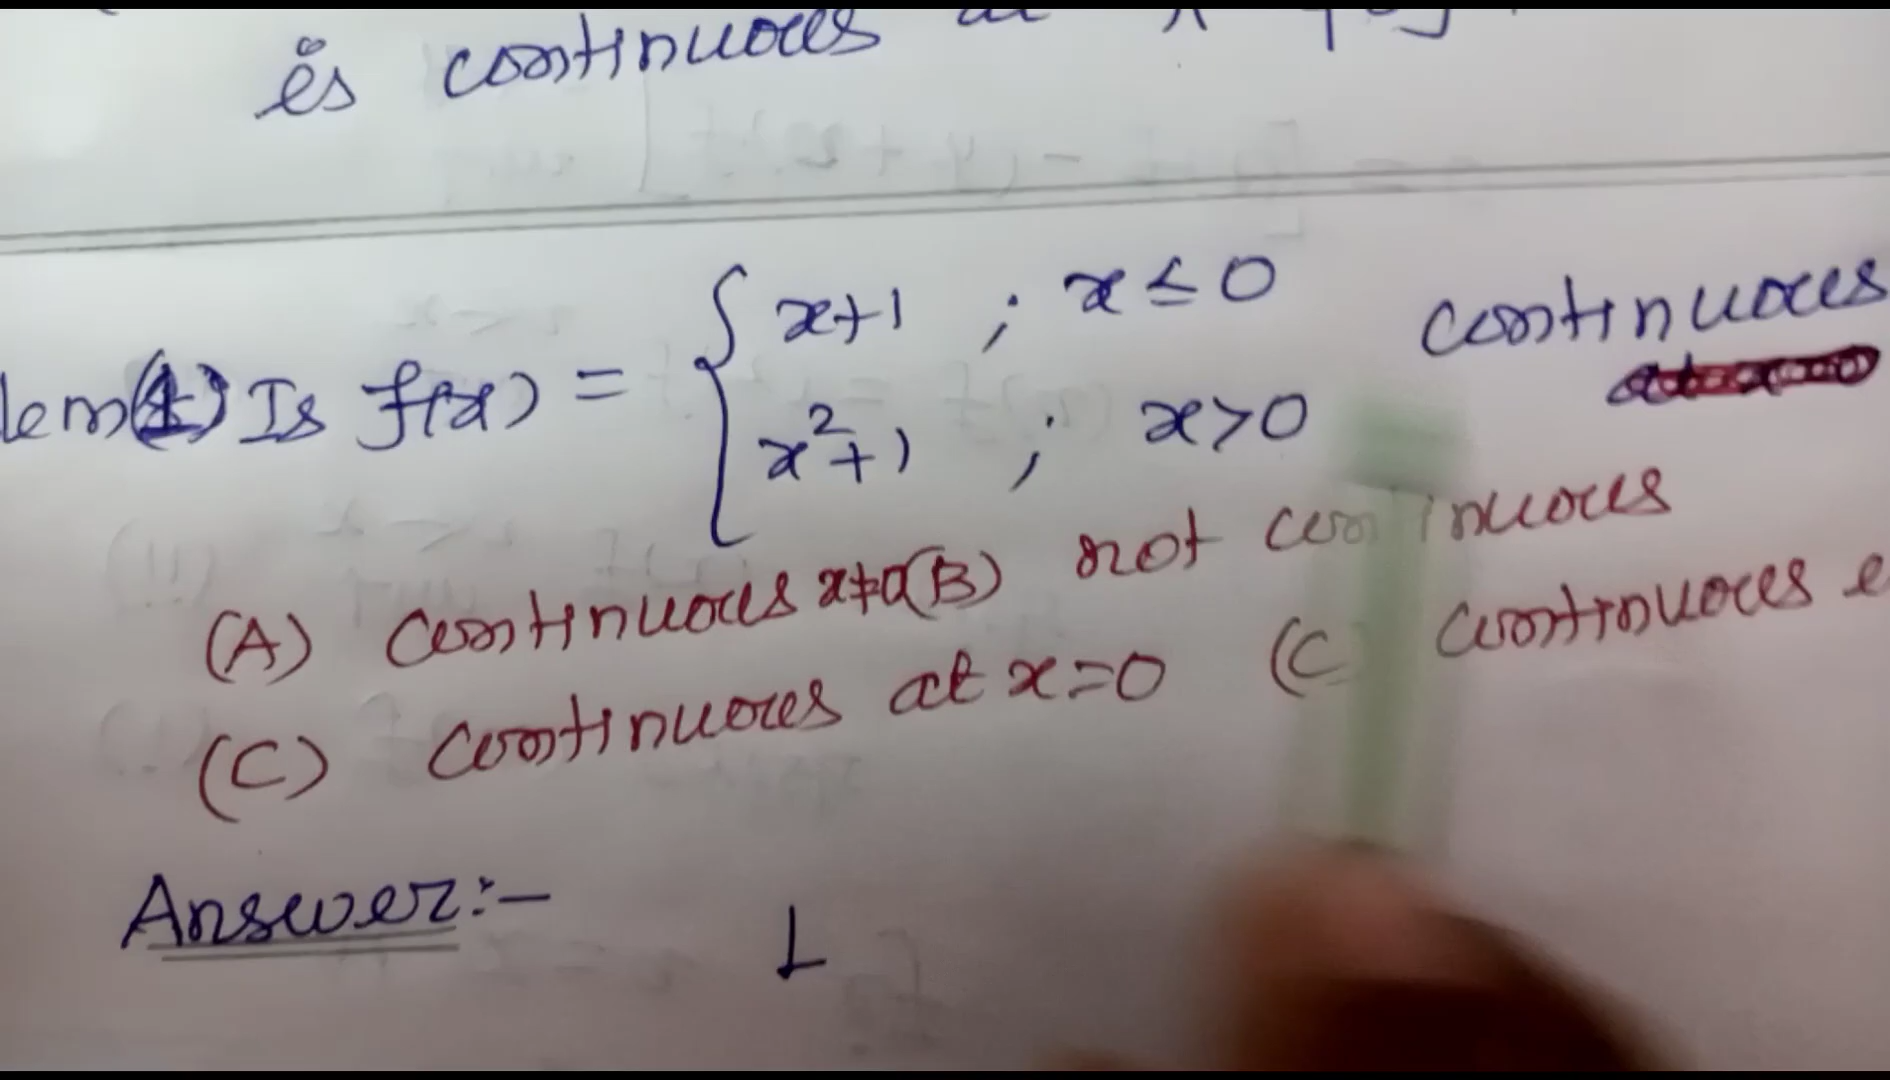 is continuous
lem(1) Is f(x) = { x+1 ; x ≤ 0 continuous
x²+1 ; x>0
(A) continuous x≠0 (B) not continuous
(C) continuous at x=0 (C continuous e
Answer:-
L